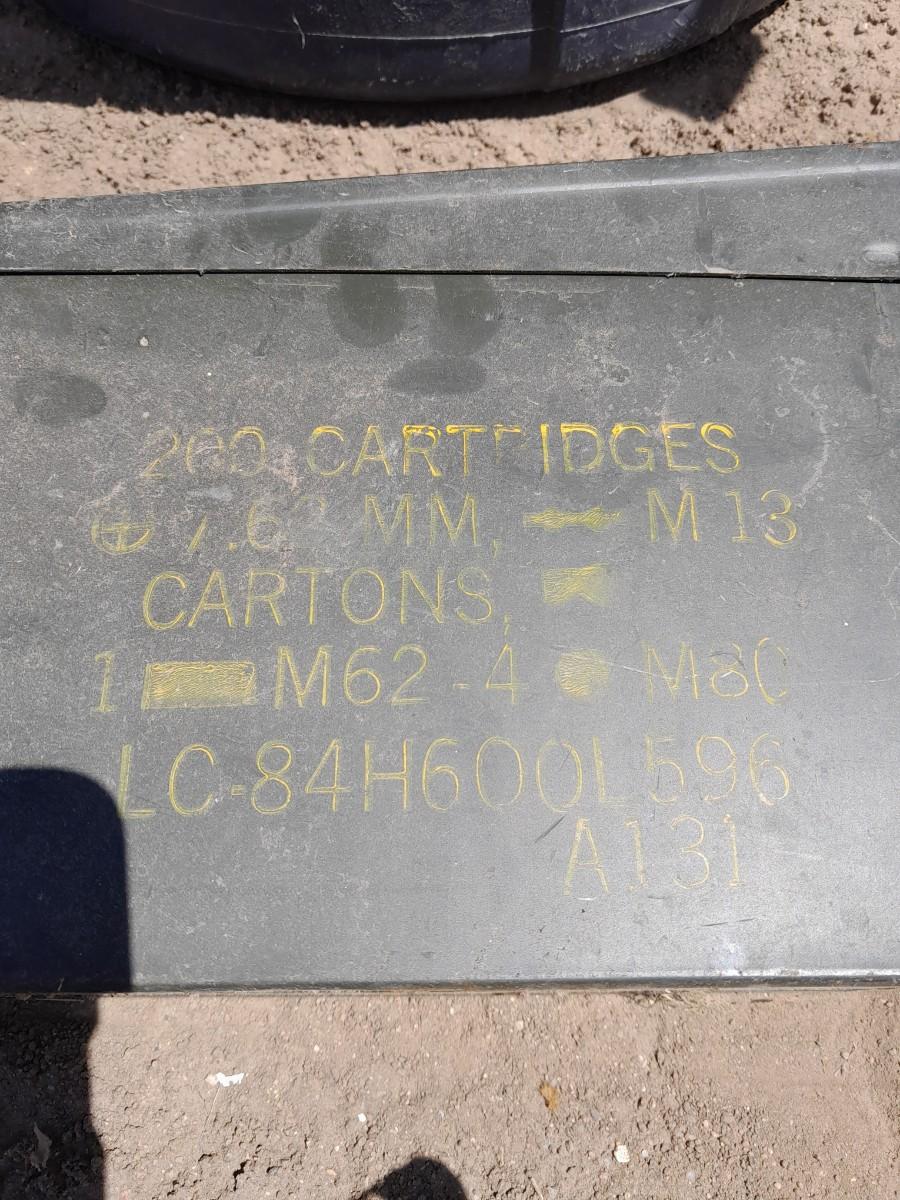 200 CARTRIDGES
7.62 MM, M13
CARTONS,
1 M62-4 M80
LC-84H600L596
A131